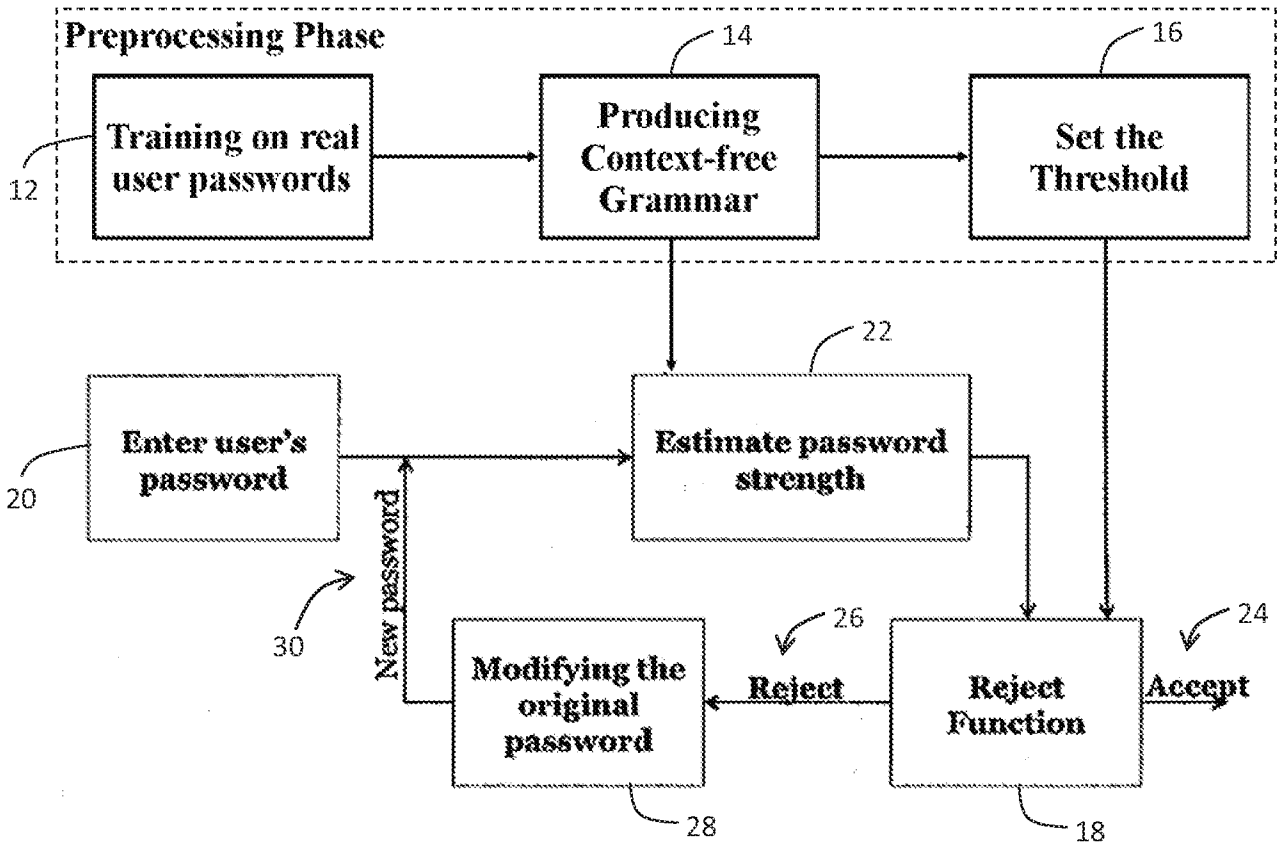 Preprocessing Phase
14
16
12
Training on real
user passwords
Producing
Context-free
Grammar
Set the
Threshold
22
20
Enter user's
password
Estimate password
strength
New password
30
26
24
Modifying the
original
password
Reject
Reject
Function
Accept
28
18